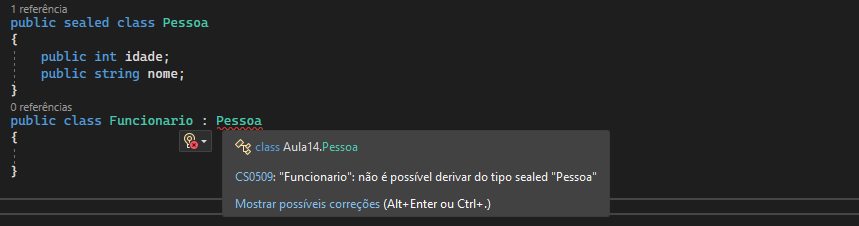 1 referência
public sealed class Pessoa
{
public int idade;
public string nome;
}
0 referências
public class Funcionario : Pessoa
{
class Aula14.Pessoa
CS0509: "Funcionario": não é possível derivar do tipo sealed "Pessoa"
}
Mostrar possíveis correções (Alt+Enter ou Ctrl+.)